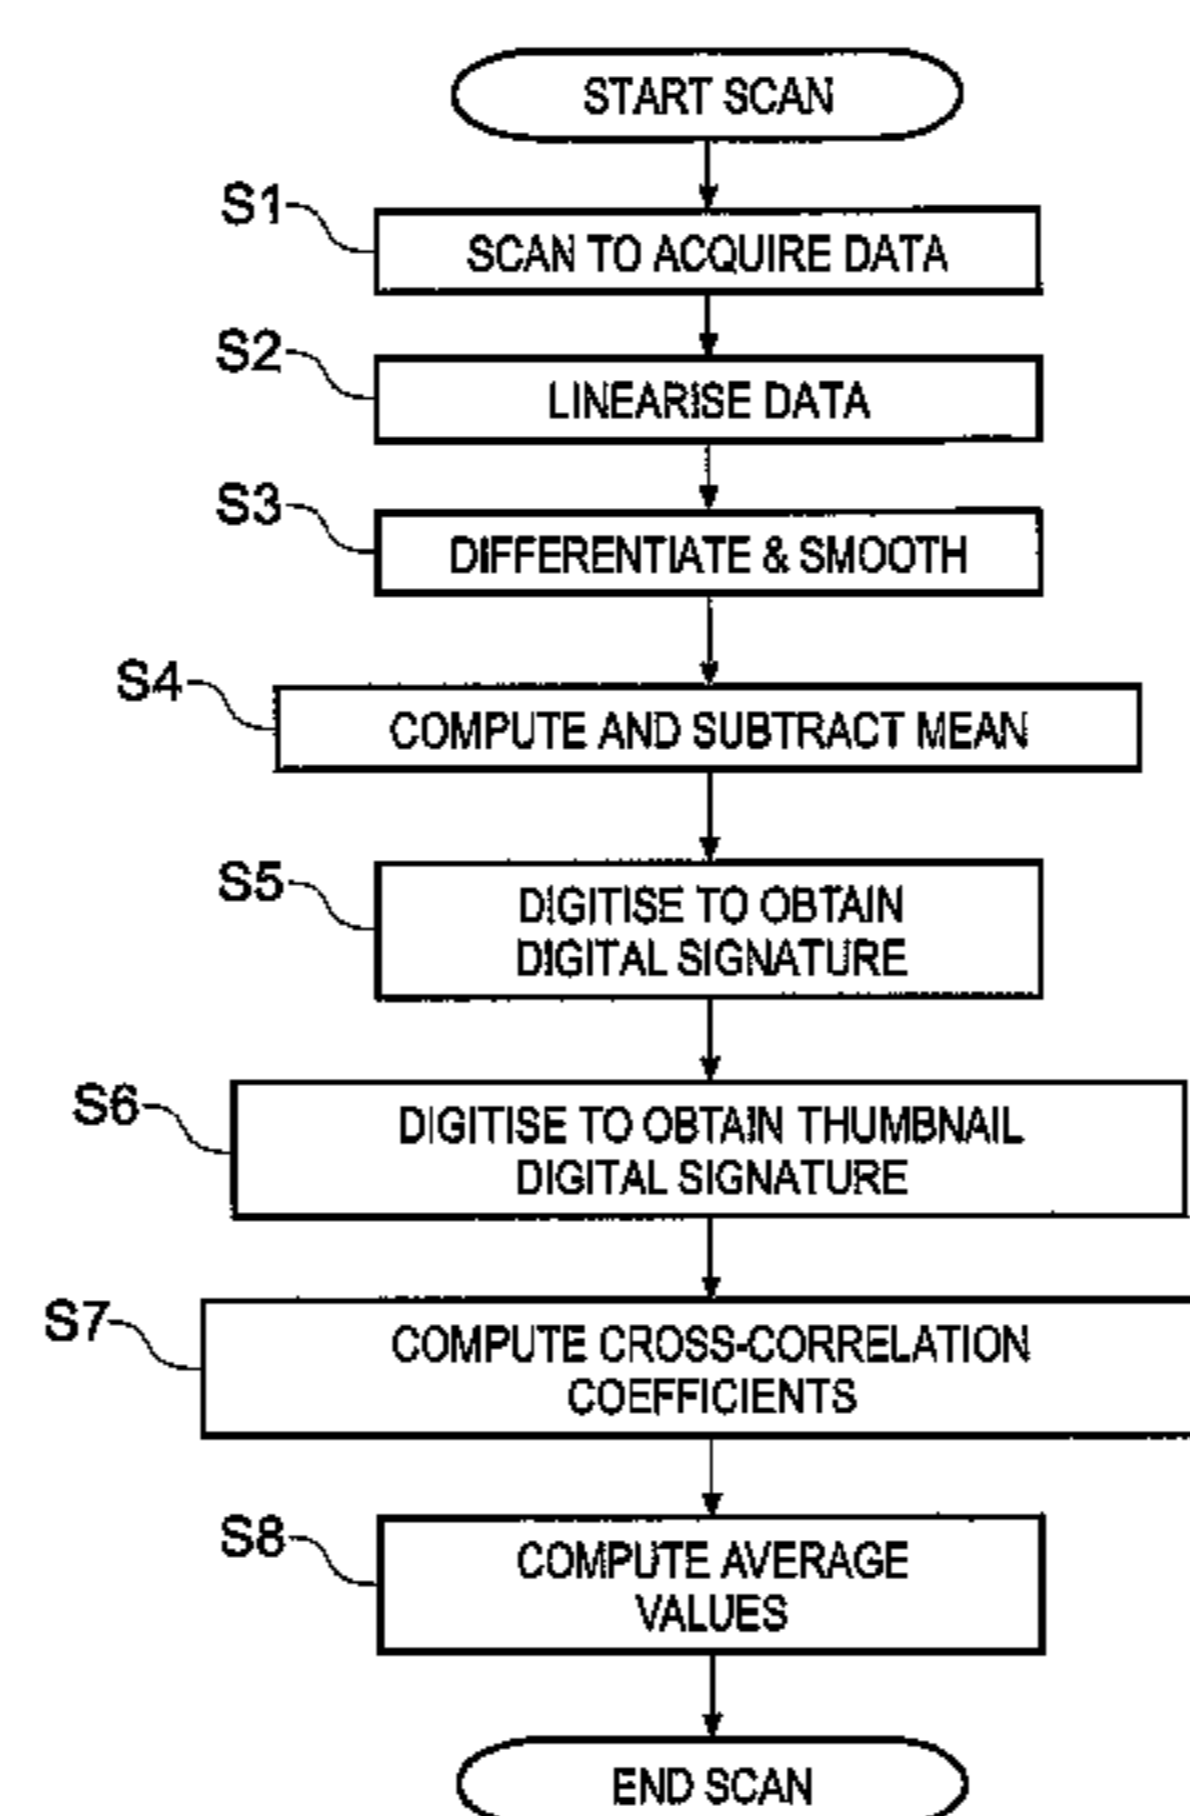 START SCAN
S1
SCAN TO ACQUIRE DATA
S2
LINEARISE DATA
S3
DIFFERENTIATE & SMOOTH
S4
COMPUTE AND SUBTRACT MEAN
S5
DIGITISE TO OBTAIN
DIGITAL SIGNATURE
S6
DIGITISE TO OBTAIN THUMBNAIL
DIGITAL SIGNATURE
S7
COMPUTE CROSS-CORRELATION
COEFFICIENTS
S8
COMPUTE AVERAGE
VALUES
END SCAN